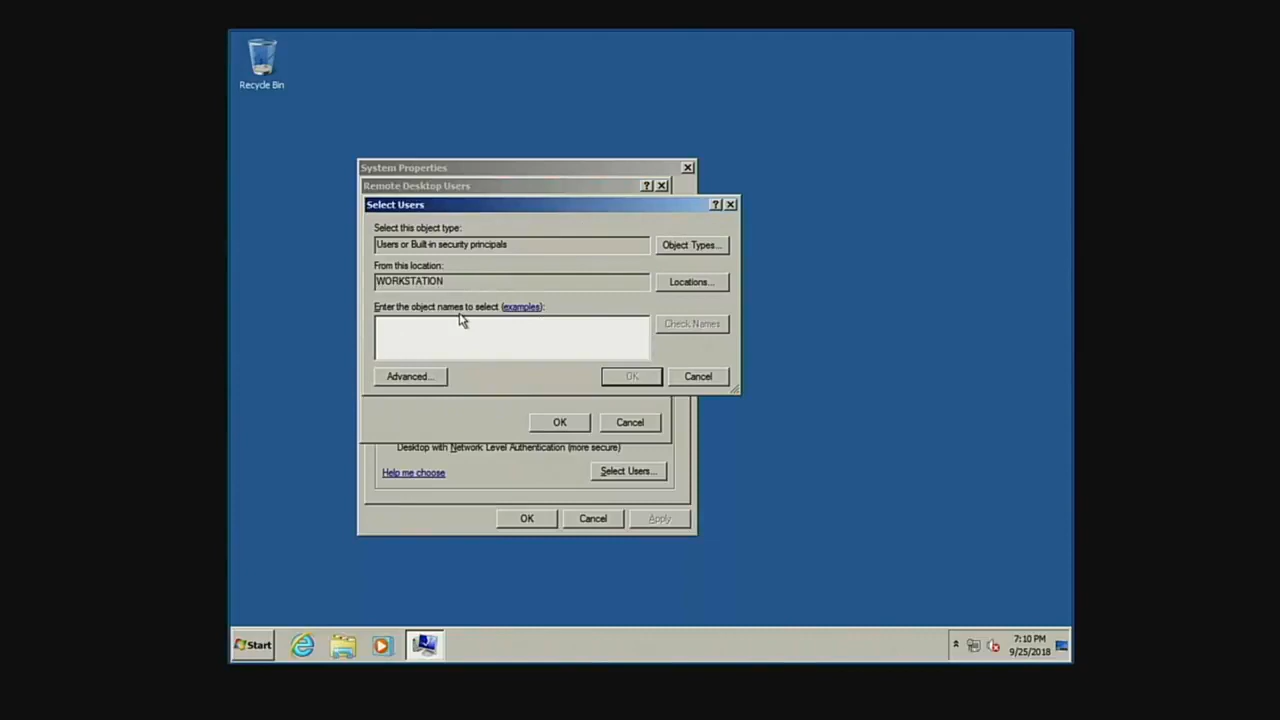 Recycle Bin
System Properties
Remote Desktop Users
Select Users
Select this object type:
Users or Built-in security principals
Object Types...
From this location:
WORKSTATION
Locations...
Enter the object names to select (examples):
Check Names
Advanced...
OK
Cancel
OK
Cancel
Desktop with Network Level Authentication (more secure)
Help me choose
Select Users...
OK
Cancel
Apply
Start
7:10 PM
9/25/2018